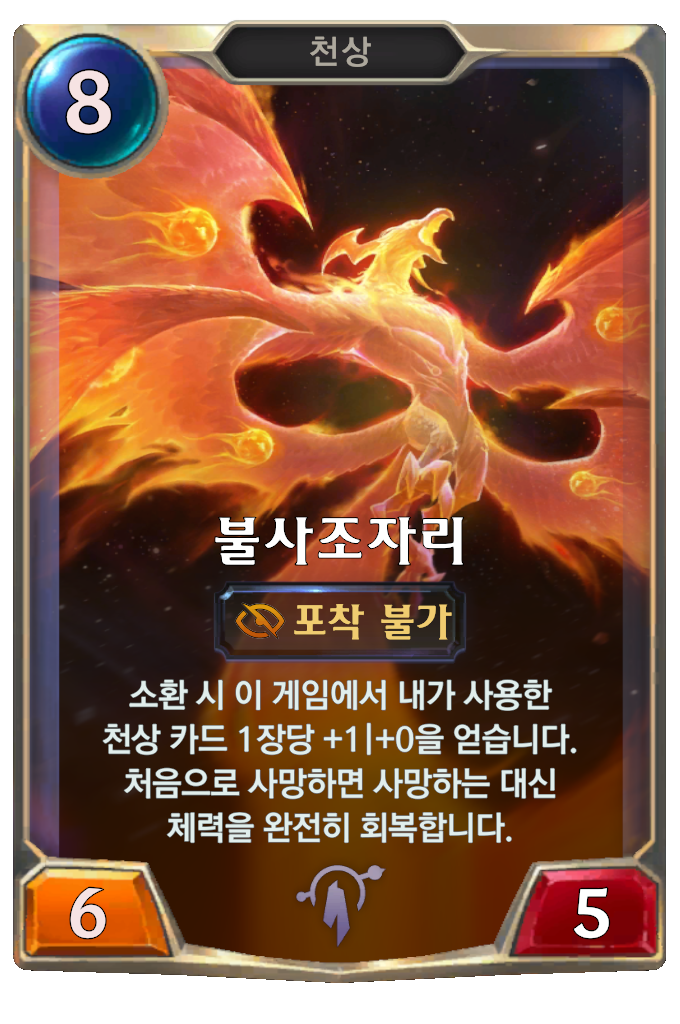 천상
8
불사조자리
포착 불가
소환 시 이 게임에서 내가 사용한
천상 카드 1장당 +1|+0을 얻습니다.
처음으로 사망하면 사망하는 대신
체력을 완전히 회복합니다.
6
5